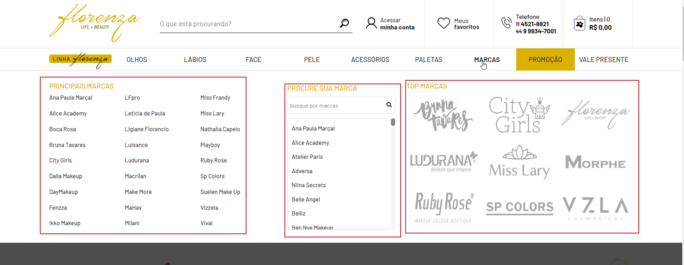 florenza
LIFE + BEAUTY
O que está procurando?
Acessar
minha conta
Meus
favoritos
Telefone
11 4521-8821
44 9 9934-7001
Itens | 0
R$ 0,00
LINHA florenza
OLHOS
LÁBIOS
FACE
PELE
ACESSÓRIOS
PALETAS
MARCAS
PROMOÇÃO
VALE PRESENTE
PRINCIPAIS MARCAS
Ana Paula Marçal
LFpro
Miss Frandy
Alice Academy
Leticia de Paula
Miss Lary
Boca Rosa
Ligiane Florencio
Nathalia Capelo
Bruna Tavares
Luisance
Playboy
City Girls
Ludurana
Ruby Rose
Dalla Makeup
Macrilan
Sp Colors
DayMakeup
Make More
Suelen Make Up
Fenzza
MaHav
Vizzela
Ikko Makeup
Milani
Vivai
PROCURE SUA MARCA
busque por marcas
Ana Paula Marçal
Alice Academy
Atelier Paris
Adversa
Niina Secrets
Belle Angel
Belliz
Ben Nye Makeup
TOP MARCAS
Bruna Tavares
City Girls
florenza
LIFE + BEAUTY
LUDURANA
Beleza que inspira
Miss Lary
MORPHE
Ruby Rose
MAKEUP COLOUR BOUTIQUE
SP COLORS
VZLA
COSMETICOS